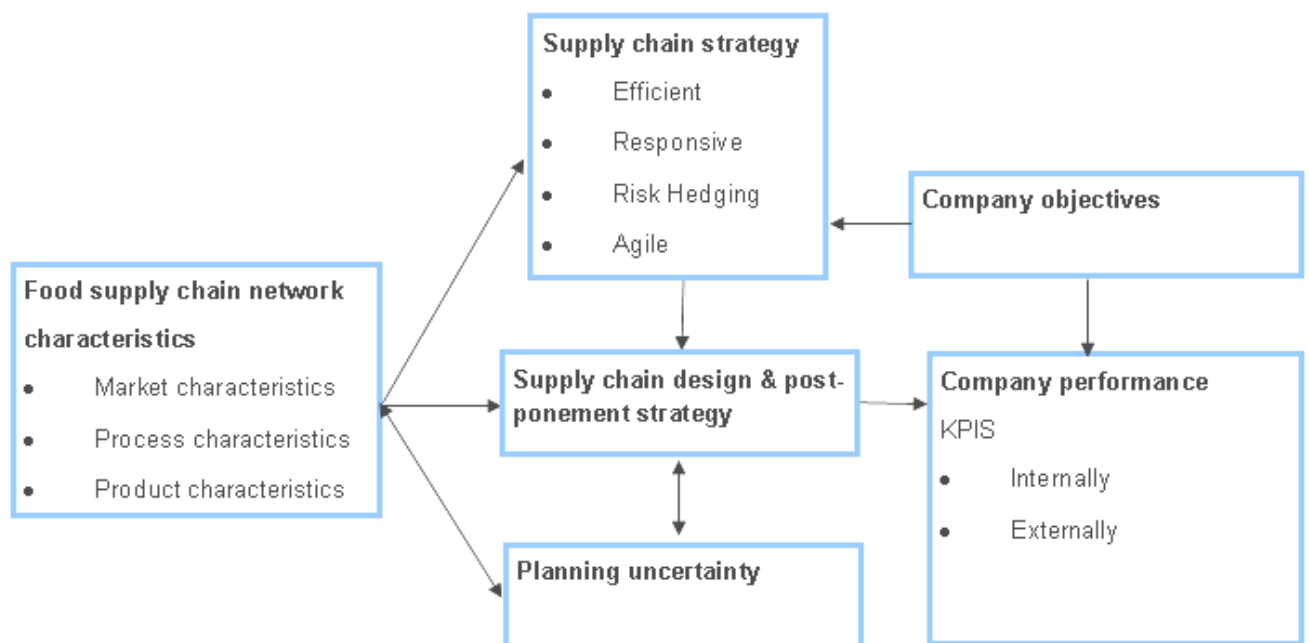 Supply chain strategy
• Efficient
• Responsive
• Risk Hedging
• Agile
Company objectives
Food supply chain network
characteristics
• Market characteristics
• Process characteristics
• Product characteristics
Supply chain design & post-
ponement strategy
Company performance
KPIS
• Internally
• Externally
Planning uncertainty